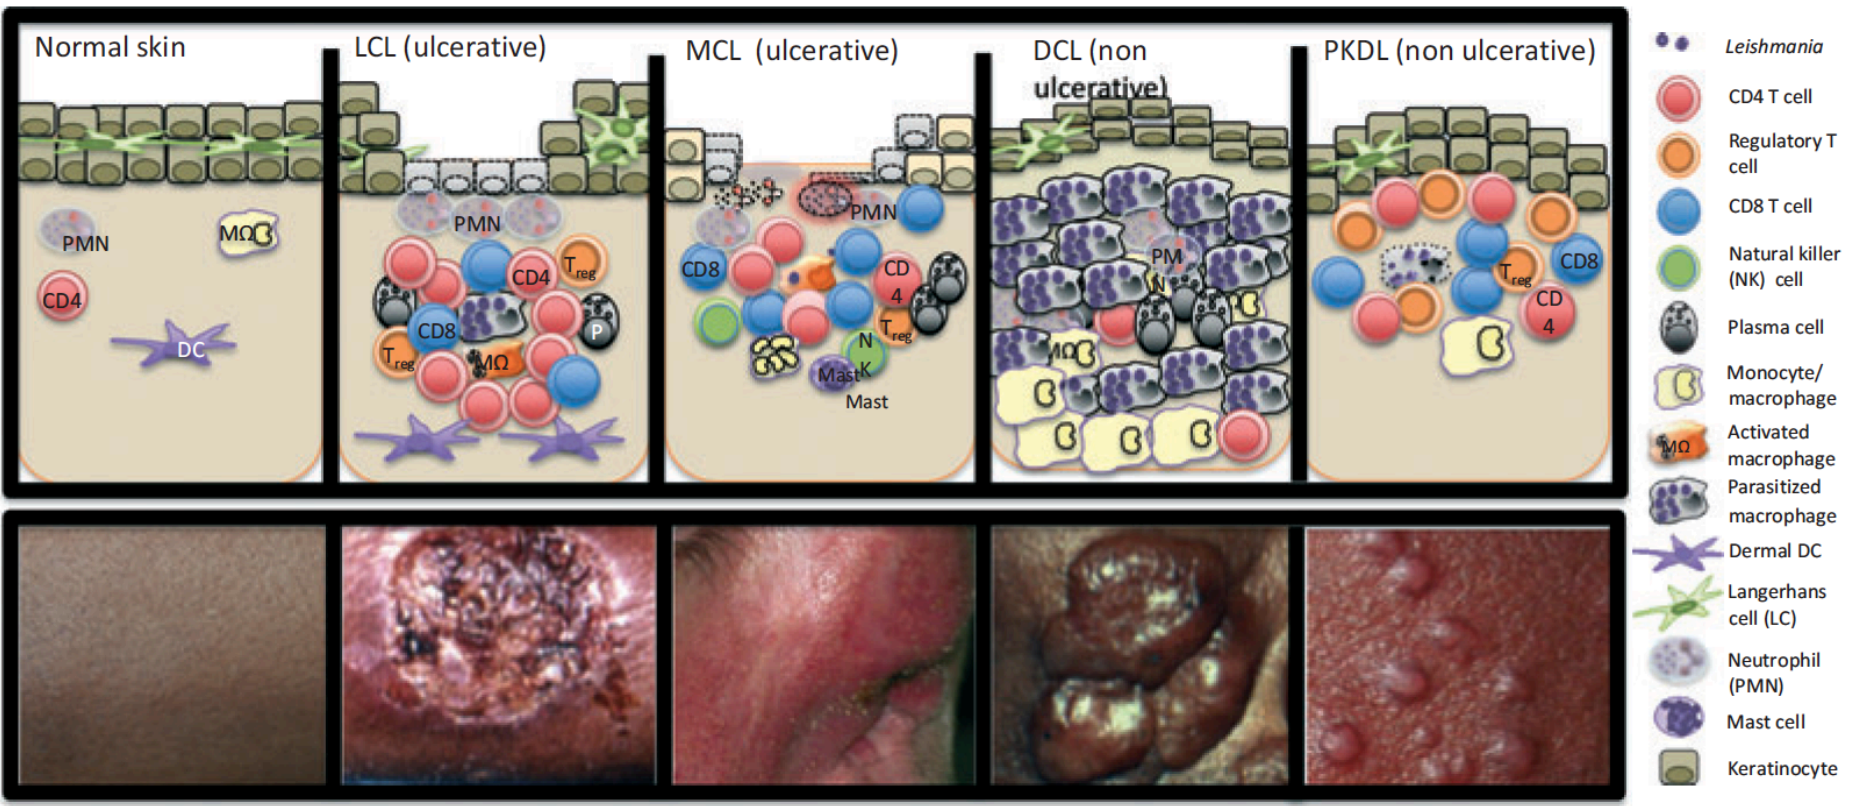 Normal skin
LCL (ulcerative)
MCL (ulcerative)
DCL (non
ulcerative)
PKDL (non ulcerative)
PMN
MΩ
CD4
DC
PMN
CD4
Treg
CD8
P
Treg
MΩ
PMN
CD8
CD
4
Treg
N
K
Mast
Mast
PM
N
MΩ
CD8
Treg
CD
4
Leishmania
CD4 T cell
Regulatory T
cell
CD8 T cell
Natural killer
(NK) cell
Plasma cell
Monocyte/
macrophage
Activated
macrophage
MΩ
Parasitized
macrophage
Dermal DC
Langerhans
cell (LC)
Neutrophil
(PMN)
Mast cell
Keratinocyte